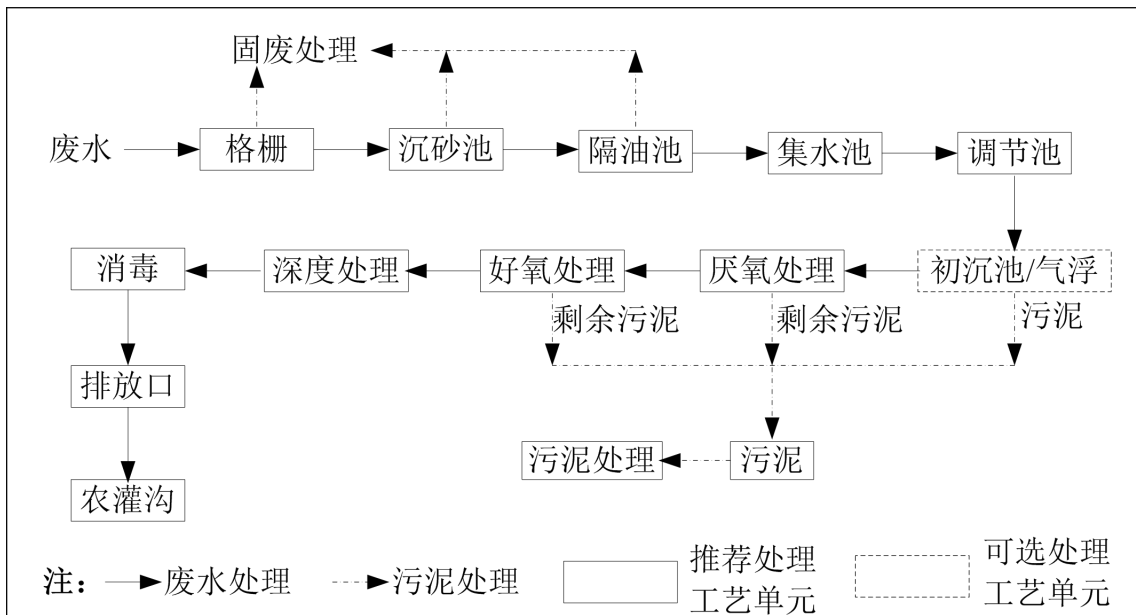 固废处理
废水
格栅
沉砂池
隔油池
集水池
调节池
消毒
深度处理
好氧处理
厌氧处理
初沉池/气浮
剩余污泥
剩余污泥
污泥
排放口
污泥处理
污泥
农灌沟
注：
废水处理
污泥处理
推荐处理
工艺单元
可选处理
工艺单元